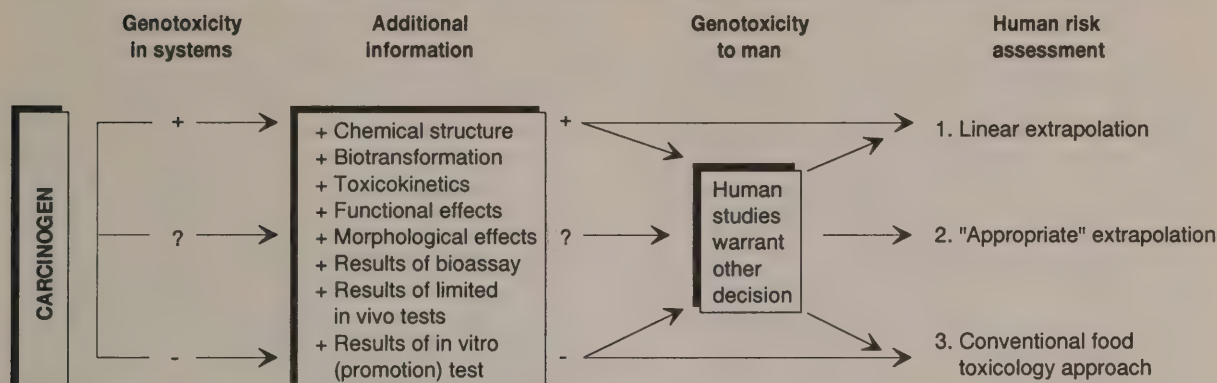 Genotoxicity
in systems
Additional
information
Genotoxicity
to man
Human risk
assessment
CARCINOGEN
+
?
-
+ Chemical structure
+ Biotransformation
+ Toxicokinetics
+ Functional effects
+ Morphological effects
+ Results of bioassay
+ Results of limited
in vivo tests
+ Results of in vitro
(promotion) test
+
?
-
Human
studies
warrant
other
decision
1. Linear extrapolation
2. "Appropriate" extrapolation
3. Conventional food
toxicology approach